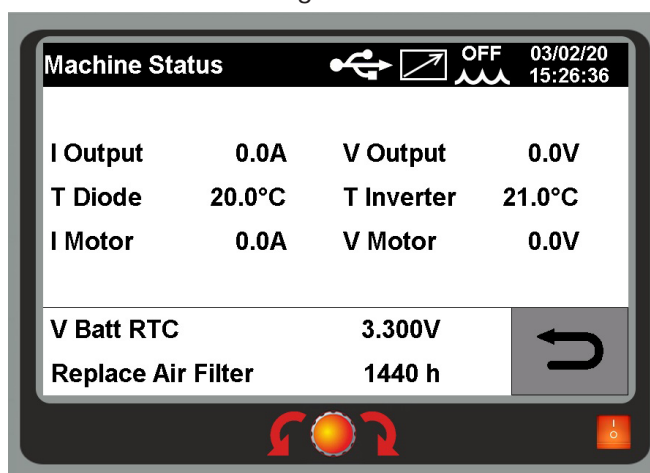 Machine Status OFF 03/02/20
15:26:36
I Output 0.0A V Output 0.0V
T Diode 20.0°C T Inverter 21.0°C
I Motor 0.0A V Motor 0.0V
V Batt RTC 3.300V
Replace Air Filter 1440 h
I
O